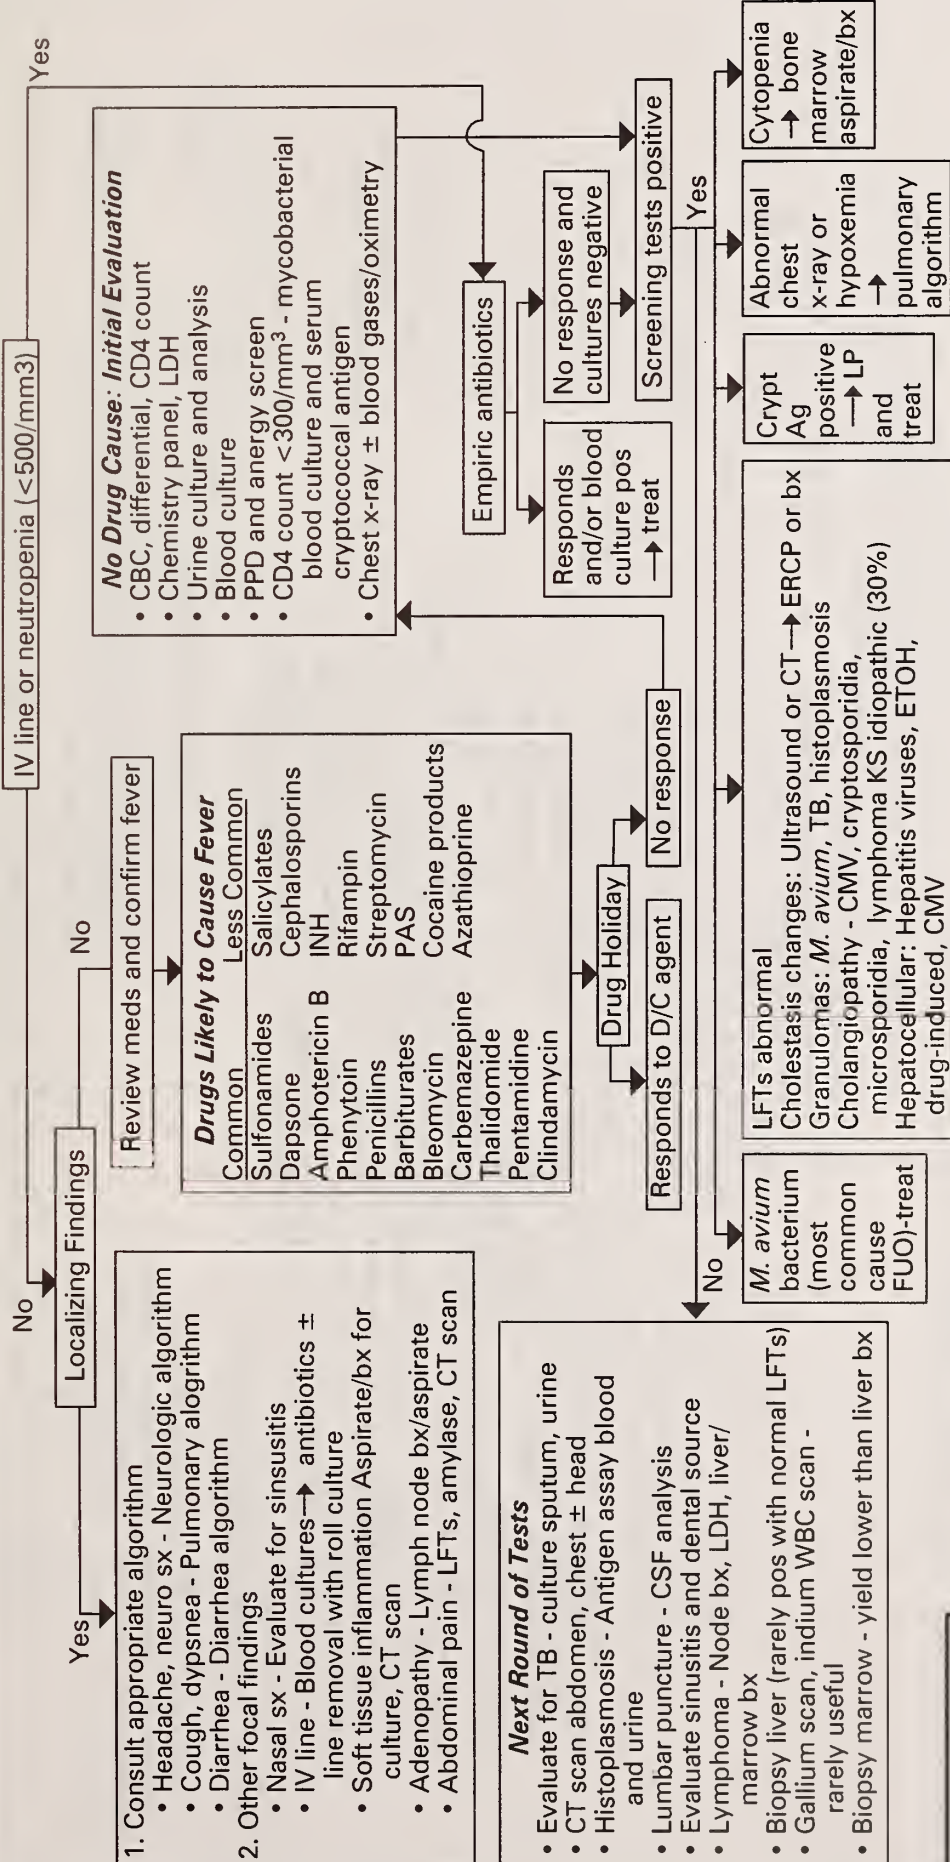 IV line or neutropenia (<500/mm3)
No
Yes
Localizing Findings
Yes
No
1. Consult appropriate algorithm
• Headache, neuro sx - Neurologic algorithm
• Cough, dypsnea - Pulmonary alogrithm
• Diarrhea - Diarrhea algorithm
2. Other focal findings
• Nasal sx - Evaluate for sinsusitis
• IV line - Blood cultures→ antibiotics ±
line removal with roll culture
• Soft tissue inflammation Aspirate/bx for
culture, CT scan
• Adenopathy - Lymph node bx/aspirate
• Abdominal pain - LFTs, amylase, CT scan
Review meds and confirm fever
Drugs Likely to Cause Fever
Common Less Common
Sulfonamides Salicylates
Dapsone Cephalosporins
Amphotericin B INH
Phenytoin Rifampin
Penicillins Streptomycin
Barbiturates PAS
Bleomycin Cocaine products
Carbemazepine Azathioprine
Thalidomide
Pentamidine
Clindamycin
Drug Holiday
Responds to D/C agent
No response
No Drug Cause: Initial Evaluation
• CBC, differential, CD4 count
• Chemistry panel, LDH
• Urine culture and analysis
• Blood culture
• PPD and anergy screen
• CD4 count <300/mm³ - mycobacterial
blood culture and serum
cryptococcal antigen
• Chest x-ray ± blood gases/oximetry
Empiric antibiotics
Responds
and/or blood
culture pos
→ treat
No response and
cultures negative
Screening tests positive
No
Yes
Next Round of Tests
• Evaluate for TB - culture sputum, urine
• CT scan abdomen, chest ± head
• Histoplasmosis - Antigen assay blood
and urine
• Lumbar puncture - CSF analysis
• Evaluate sinusitis and dental source
• Lymphoma - Node bx, LDH, liver/
marrow bx
• Biopsy liver (rarely pos with normal LFTs)
• Gallium scan, indium WBC scan -
rarely useful
• Biopsy marrow - yield lower than liver bx
M. avium
bacterium
(most
common
cause
FUO)-treat
LFTs abnormal
Cholestasis changes: Ultrasound or CT→ERCP or bx
Granulomas: M. avium, TB, histoplasmosis
Cholangiopathy - CMV, cryptosporidia,
microsporidia, lymphoma KS idiopathic (30%)
Hepatocellular: Hepatitis viruses, ETOH,
drug-induced, CMV
Crypt
Ag
positive
→ LP
and
treat
Abnormal
chest
x-ray or
hypoxemia
→
pulmonary
algorithm
Cytopenia
→ bone
marrow
aspirate/bx